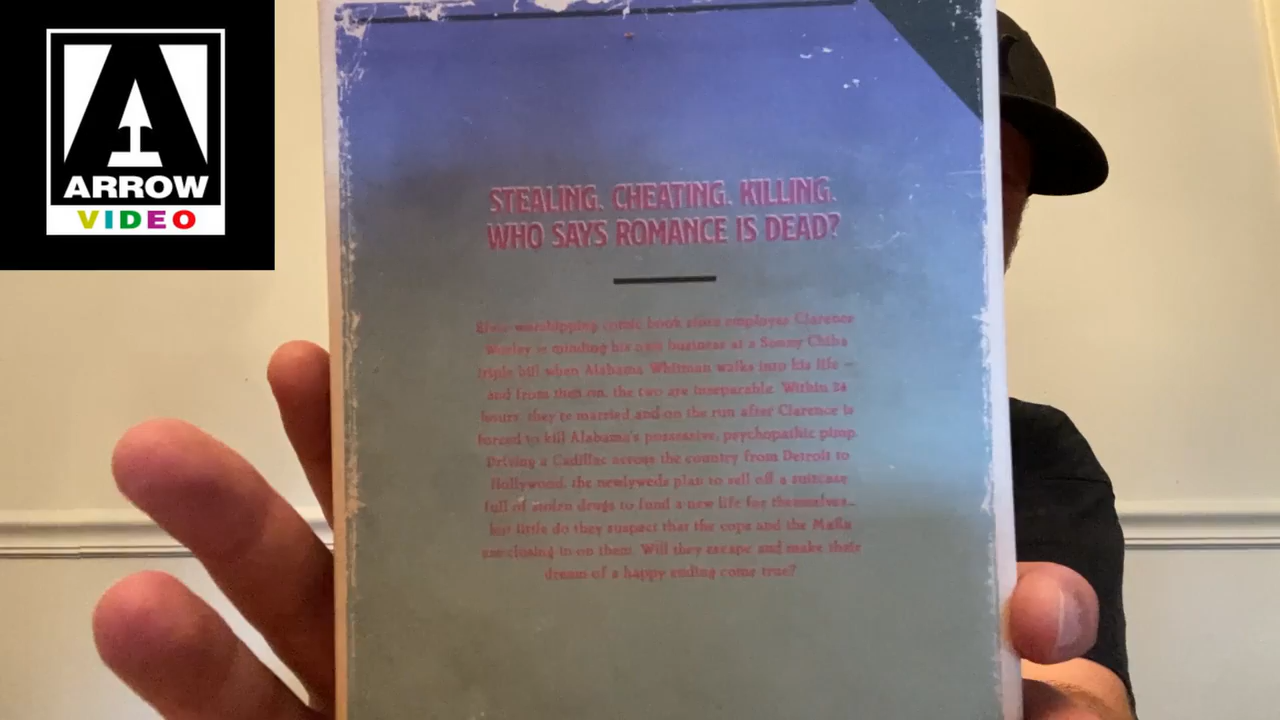 ARROW
VIDEO
STEALING. CHEATING. KILLING.
WHO SAYS ROMANCE IS DEAD?
Elvis-worshipping comic book store employee Clarence
Worley is minding his own business at a Sonny Chiba
triple bill when Alabama Whitman walks into his life –
and from then on, the two are inseparable. Within 24
hours, they're married and on the run after Clarence is
forced to kill Alabama's possessive, psychopathic pimp.
Driving a Cadillac across the country from Detroit to
Hollywood, the newlyweds plan to sell off a suitcase
full of stolen drugs to fund a new life for themselves...
but little do they suspect that the cops and the Mafia
are closing in on them. Will they escape and make their
dream of a happy ending come true?